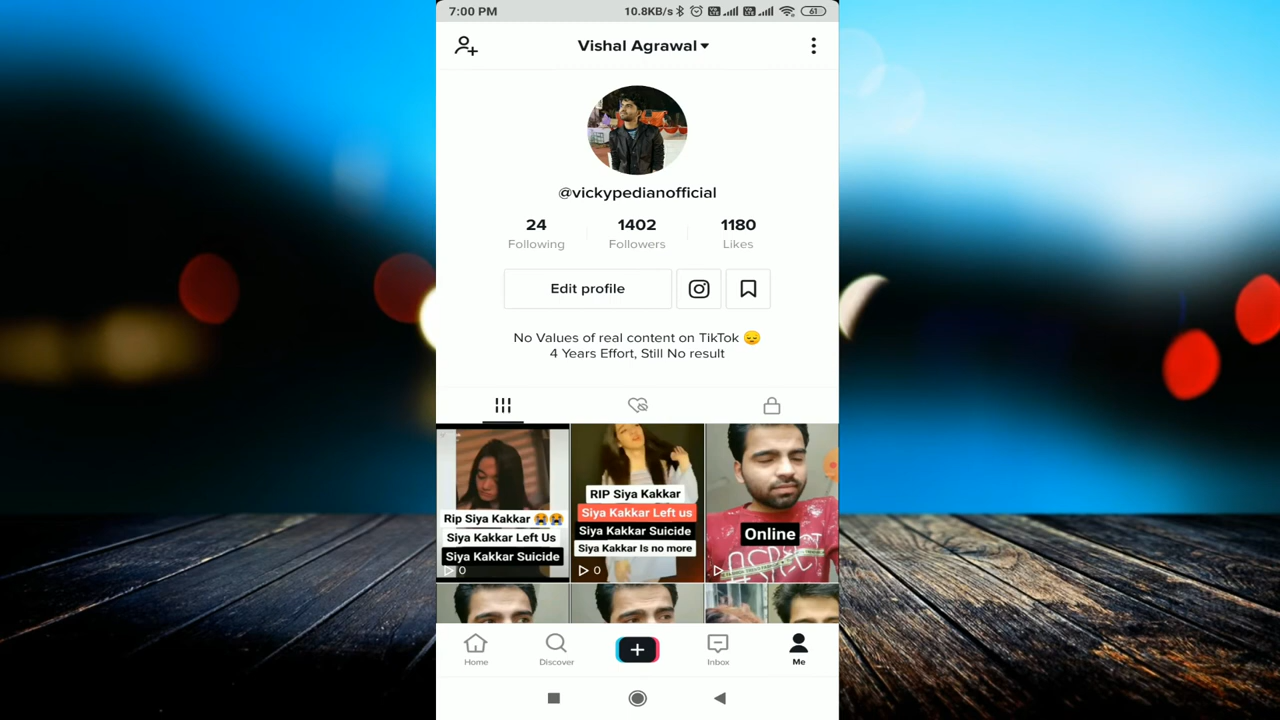 7:00 PM
10.8KB/s
61
Vishal Agrawal
@vickypedianofficial
24 1402 1180
Following Followers Likes
Edit profile
No Values of real content on TikTok 😔
4 Years Effort, Still No result
Rip Siya Kakkar 😭😭
Siya Kakkar Left Us
Siya Kakkar Suicide
0
RIP Siya Kakkar
Siya Kakkar Left us
Siya Kakkar Suicide
Siya Kakkar Is no more
0
Online
Home Discover Inbox Me